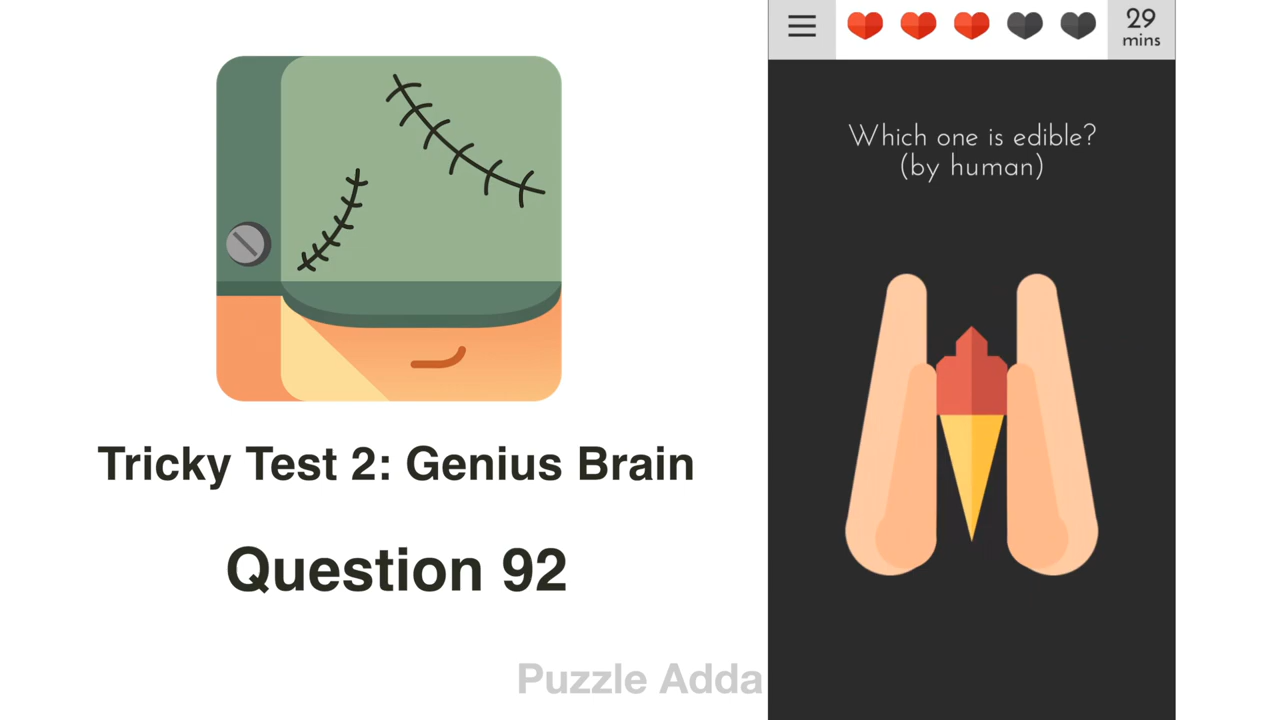 Tricky Test 2: Genius Brain
Question 92
Puzzle Adda
29
mins
Which one is edible?
(by human)